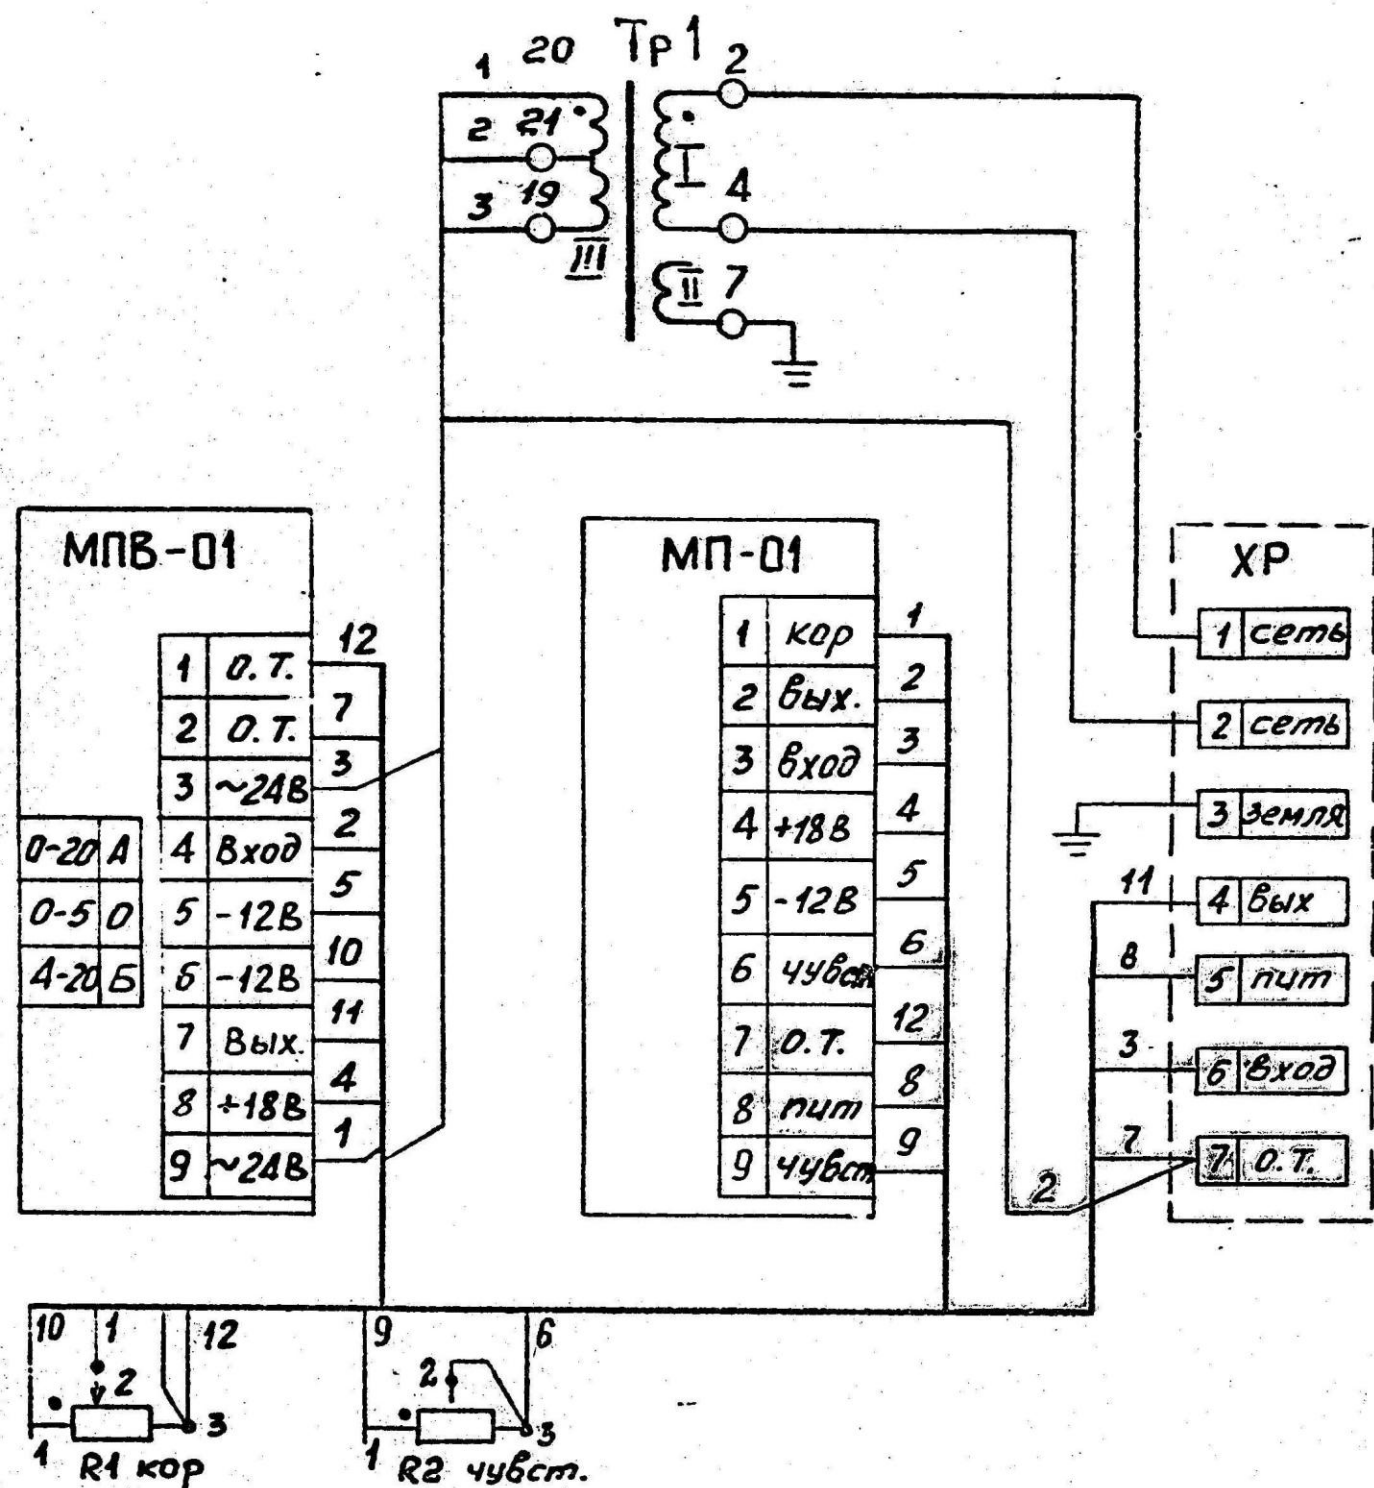 Тр 1
1 20 2
2 21
I
3 19 4
III
II 7
МПВ-01
12
1 О.Т.
7
2 О.Т.
3
3 ~24В
2
0-20 А 4 Вход
5
0-5 О 5 -12В
10
4-20 Б 6 -12В
11
7 Вых.
4
8 +18В
1
9 ~24В
МП-01
1
1 кор
2
2 вых.
3
3 вход
4
4 +18В
5
5 -12В
6
6 чувст
12
7 О.Т.
8
8 пит
9
9 чувст
ХР
1 сеть
2 сеть
3 земля
11
4 вых
8
5 пит
3
6 вход
7
7 О.Т.
2
10 1 12
2
1 3
R1 кор
9 6
2
1 3
R2 чувст.